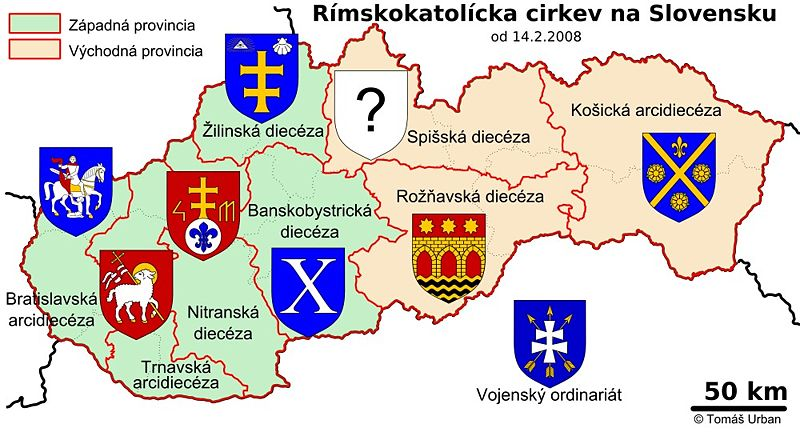 Rímskokatolícka cirkev na Slovensku
od 14.2.2008
Západná provincia
Východná provincia
Žilinská diecéza
?
Spišská diecéza
Košická arcidiecéza
Rožňavská diecéza
Banskobystrická
diecéza
X
Bratislavská
arcidiecéza
Nitranská
diecéza
Trnavská
arcidiecéza
Vojenský ordinariát
50 km
© Tomáš Urban